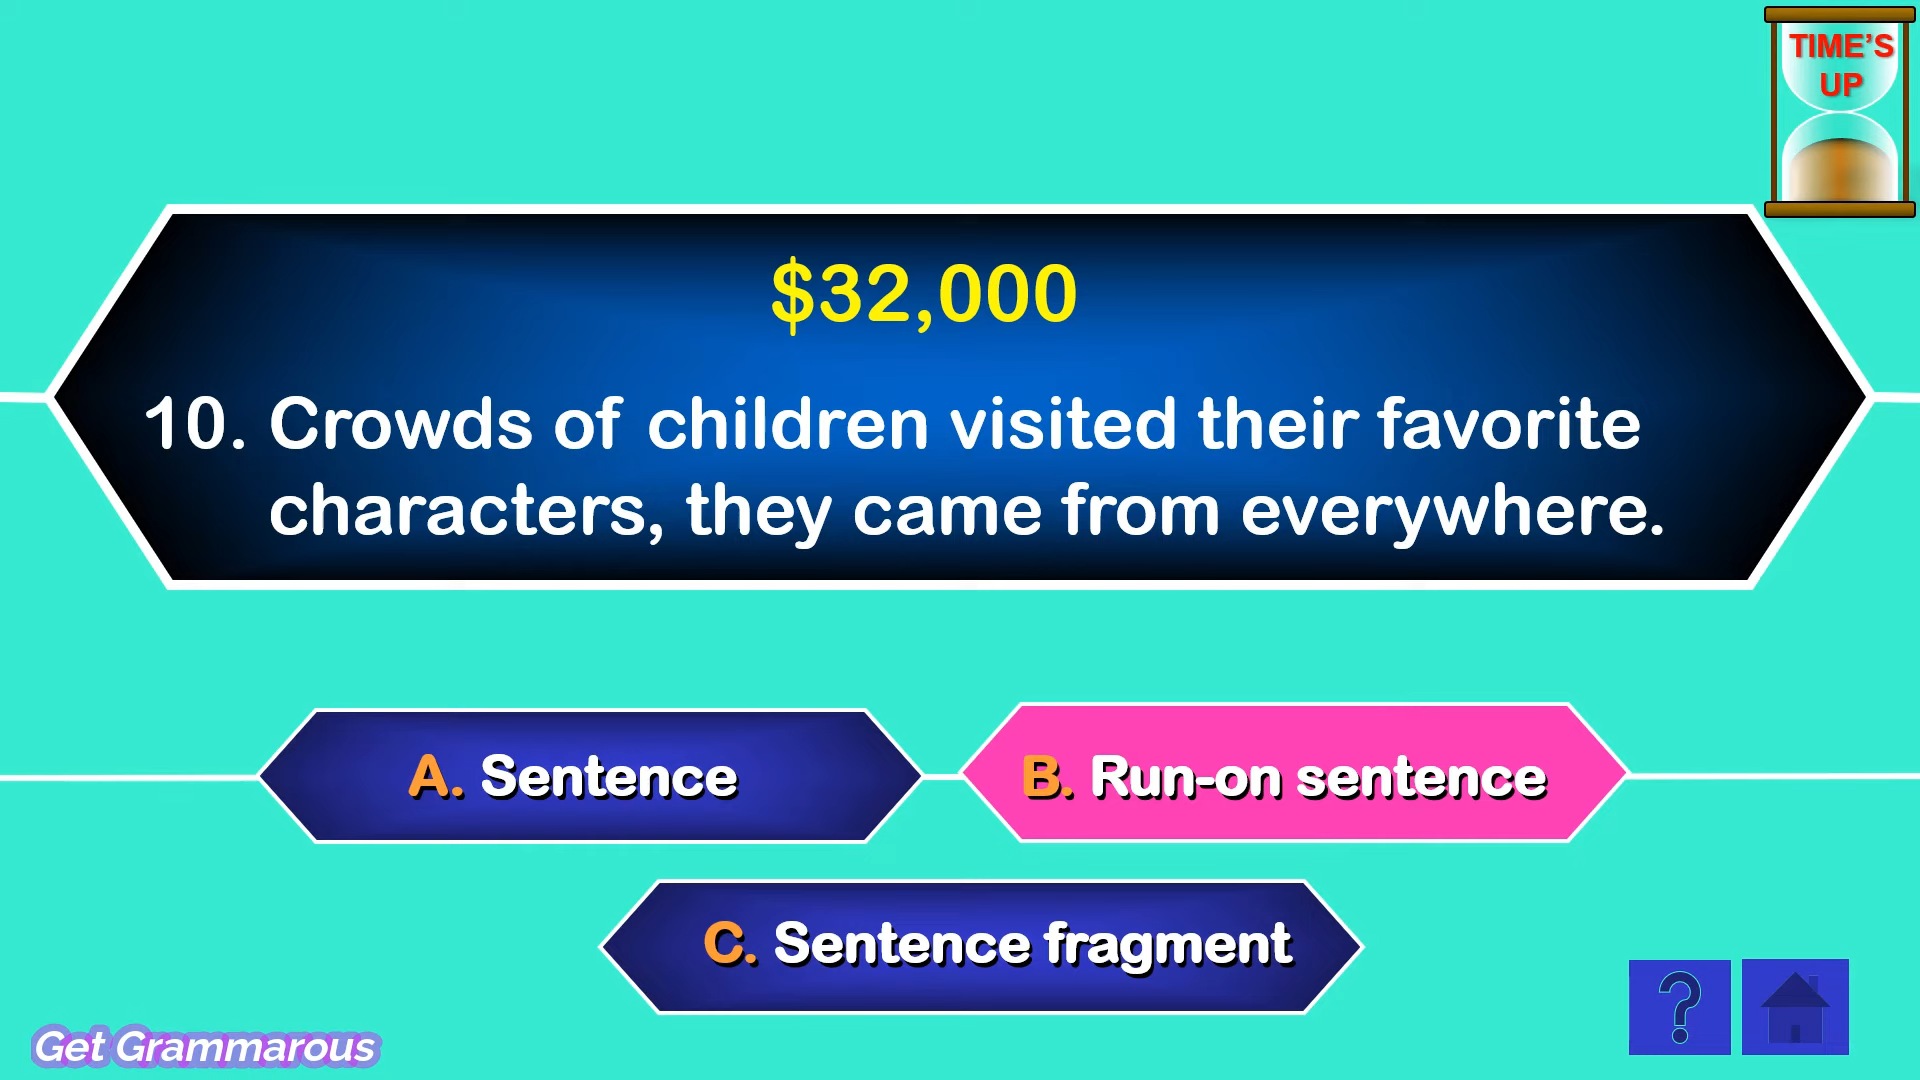 TIME’S
UP
$32,000
10. Crowds of children visited their favorite
characters, they came from everywhere.
A. Sentence
B. Run-on sentence
C. Sentence fragment
?
Get Grammarous